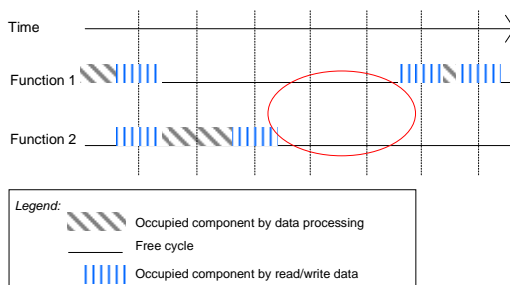 Time
Function 1
Function 2
Legend:
Occupied component by data processing
Free cycle
Occupied component by read/write data